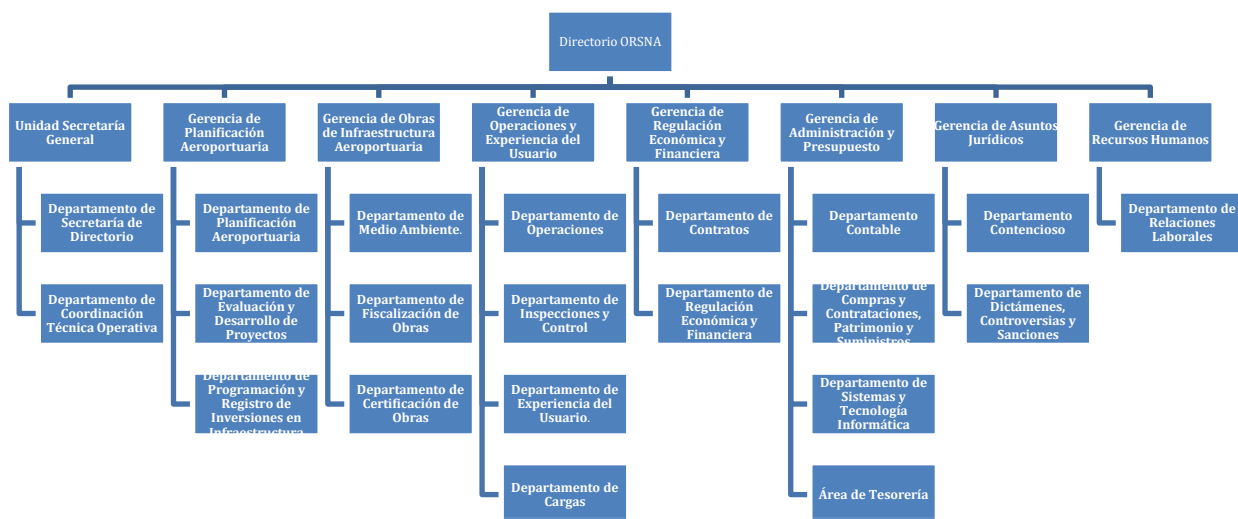 Directorio ORSNA
Unidad Secretaría
General
Gerencia de
Planificación
Aeroportuaria
Gerencia de Obras
de Infraestructura
Aeroportuaria
Gerencia de
Operaciones y
Experiencia del
Usuario
Gerencia de
Regulación
Económica y
Financiera
Gerencia de
Administración y
Presupuesto
Gerencia de Asuntos
Jurídicos
Gerencia de
Recursos Humanos
Departamento de
Secretaría de
Directorio
Departamento de
Planificación
Aeroportuaria
Departamento de
Medio Ambiente.
Departamento de
Operaciones
Departamento de
Contratos
Departamento
Contable
Departamento
Contencioso
Departamento de
Relaciones
Laborales
Departamento de
Coordinación
Técnica Operativa
Departamento de
Evaluación y
Desarrollo de
Proyectos
Departamento de
Fiscalización de
Obras
Departamento de
Inspecciones y
Control
Departamento de
Regulación
Económica y
Financiera
Departamento de
Compras y
Contrataciones,
Patrimonio y
Suministros
Departamento de
Dictámenes,
Controversias y
Sanciones
Departamento de
Programación y
Registro de
Inversiones en
Infraestructura
Departamento de
Certificación de
Obras
Departamento de
Experiencia del
Usuario.
Departamento de
Sistemas y
Tecnología
Informática
Departamento de
Cargas
Área de Tesorería